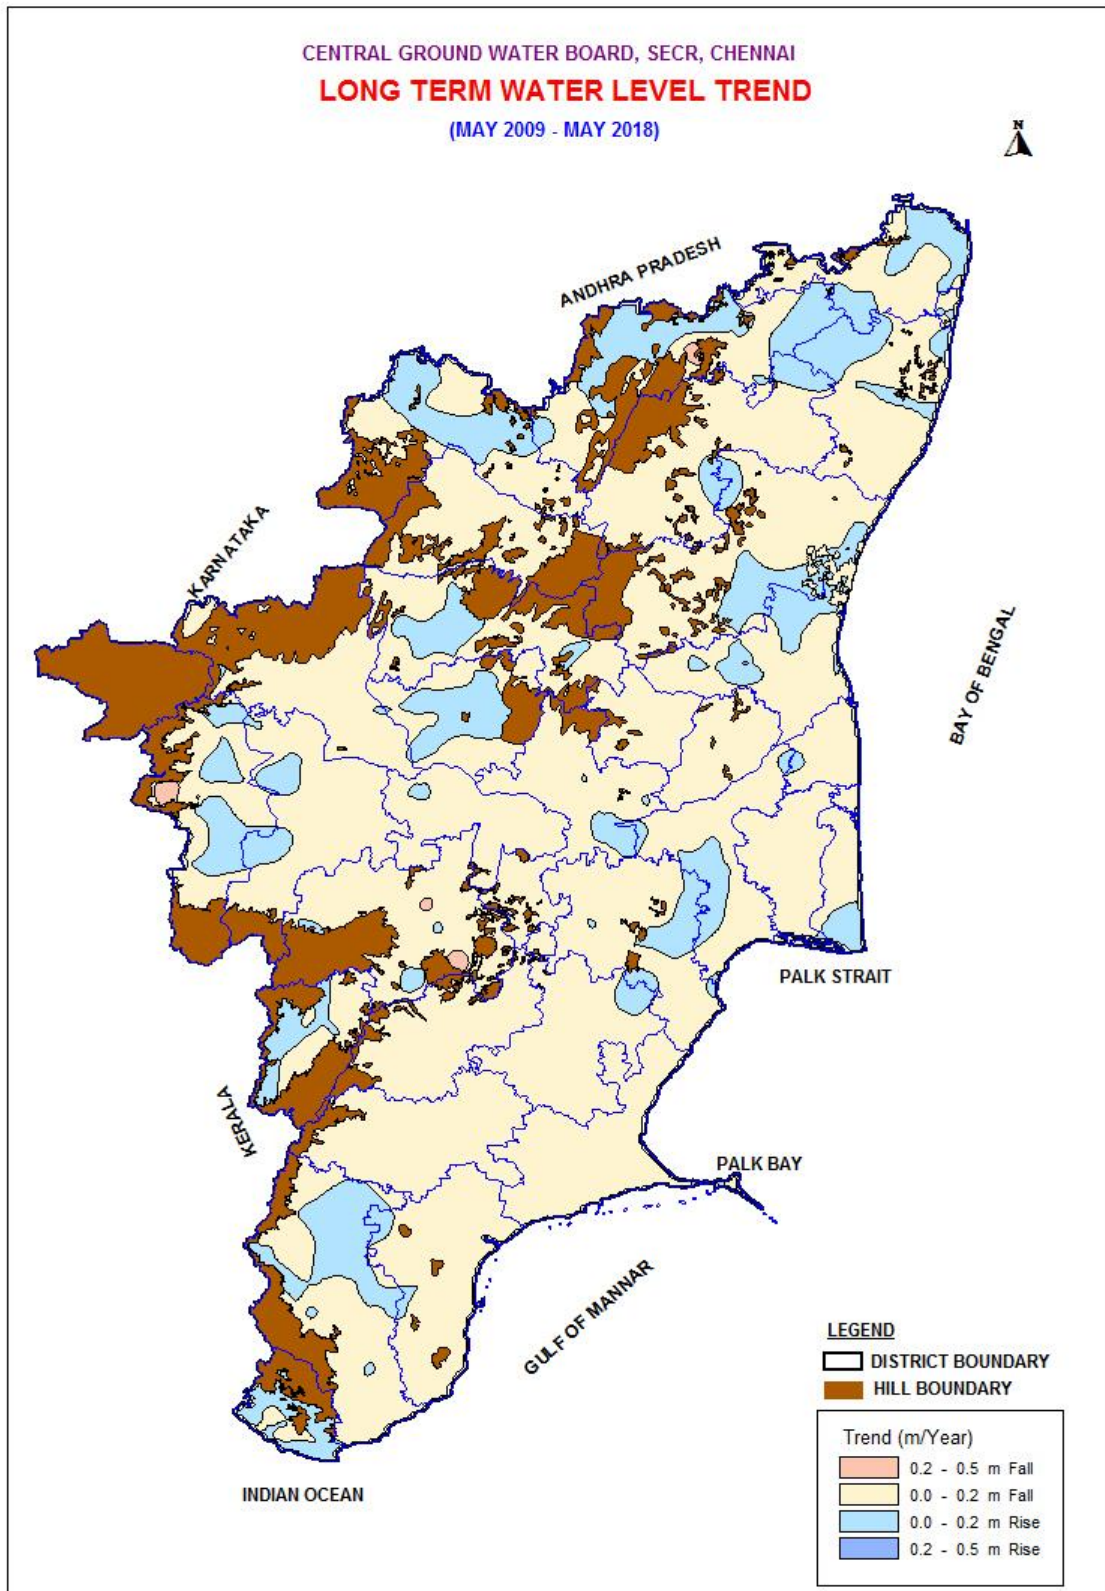 CENTRAL GROUND WATER BOARD, SECR, CHENNAI
LONG TERM WATER LEVEL TREND
(MAY 2009 - MAY 2018)
N
ANDHRA PRADESH
KARNATAKA
BAY OF BENGAL
PALK STRAIT
KERALA
PALK BAY
GULF OF MANNAR
INDIAN OCEAN
LEGEND
DISTRICT BOUNDARY
HILL BOUNDARY
Trend (m/Year)
0.2 - 0.5 m Fall
0.0 - 0.2 m Fall
0.0 - 0.2 m Rise
0.2 - 0.5 m Rise